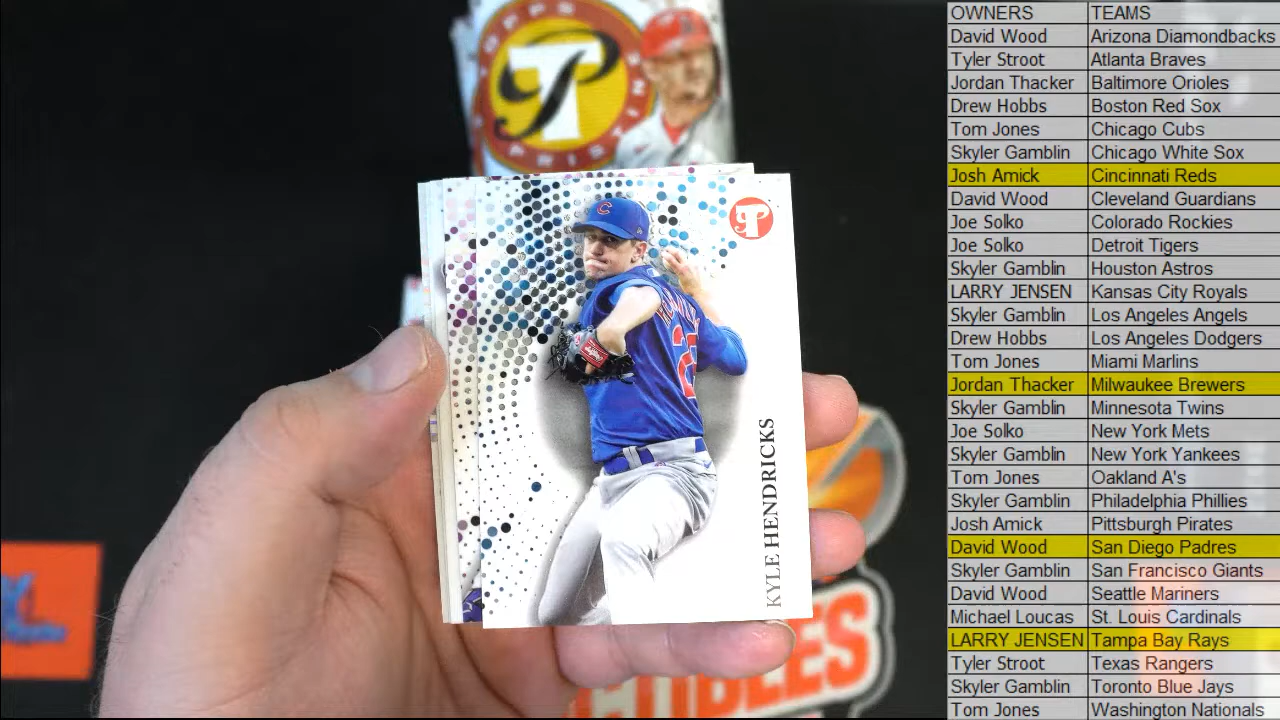 TOPPS
PRISTINE
C
HENDRICKS
KYLE HENDRICKS
OWNERS TEAMS
David Wood Arizona Diamondbacks
Tyler Stroot Atlanta Braves
Jordan Thacker Baltimore Orioles
Drew Hobbs Boston Red Sox
Tom Jones Chicago Cubs
Skyler Gamblin Chicago White Sox
Josh Amick Cincinnati Reds
David Wood Cleveland Guardians
Joe Solko Colorado Rockies
Joe Solko Detroit Tigers
Skyler Gamblin Houston Astros
LARRY JENSEN Kansas City Royals
Skyler Gamblin Los Angeles Angels
Drew Hobbs Los Angeles Dodgers
Tom Jones Miami Marlins
Jordan Thacker Milwaukee Brewers
Skyler Gamblin Minnesota Twins
Joe Solko New York Mets
Skyler Gamblin New York Yankees
Tom Jones Oakland A's
Skyler Gamblin Philadelphia Phillies
Josh Amick Pittsburgh Pirates
David Wood San Diego Padres
Skyler Gamblin San Francisco Giants
David Wood Seattle Mariners
Michael Loucas St. Louis Cardinals
LARRY JENSEN Tampa Bay Rays
Tyler Stroot Texas Rangers
Skyler Gamblin Toronto Blue Jays
Tom Jones Washington Nationals